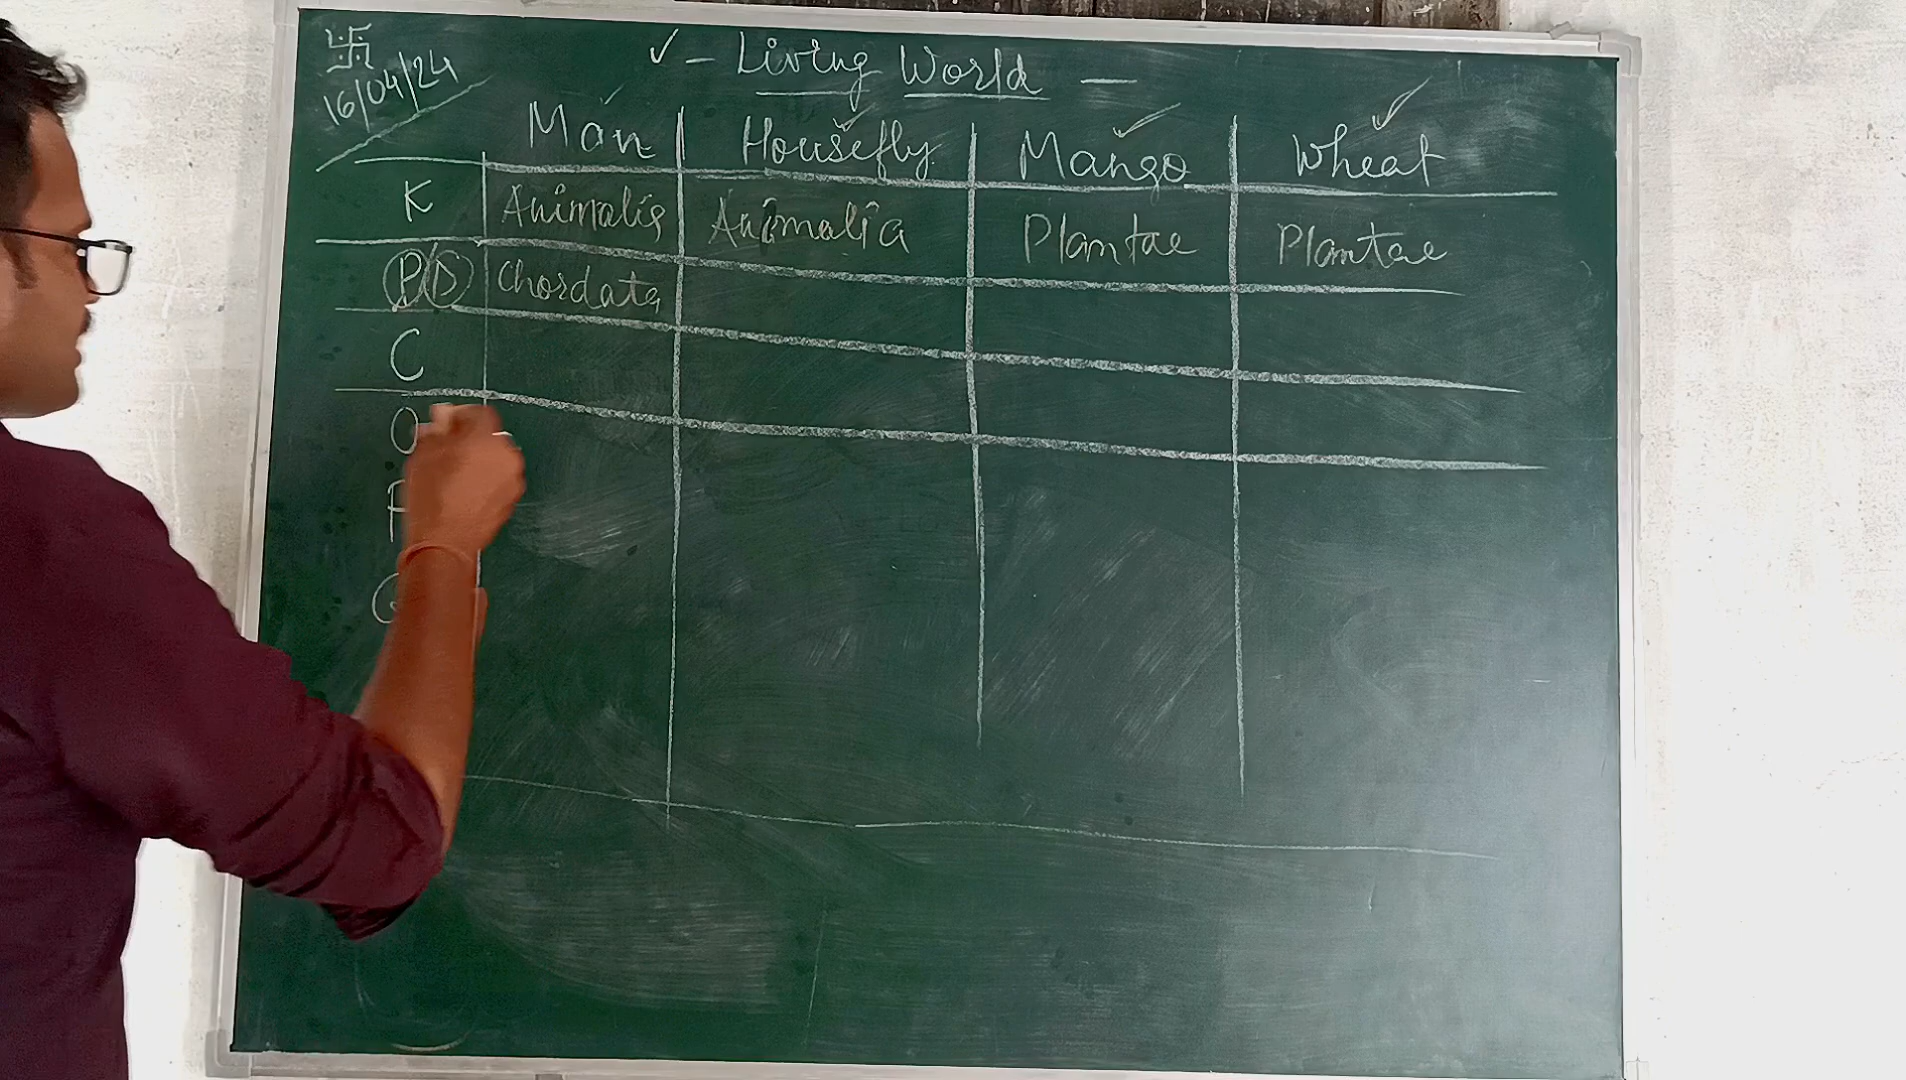 卐
16/04/24
✓ - Living World -
Man Housefly Mango Wheat
K Animalia Animalia Plantae Plantae
P D Chordata
C
O
F
G